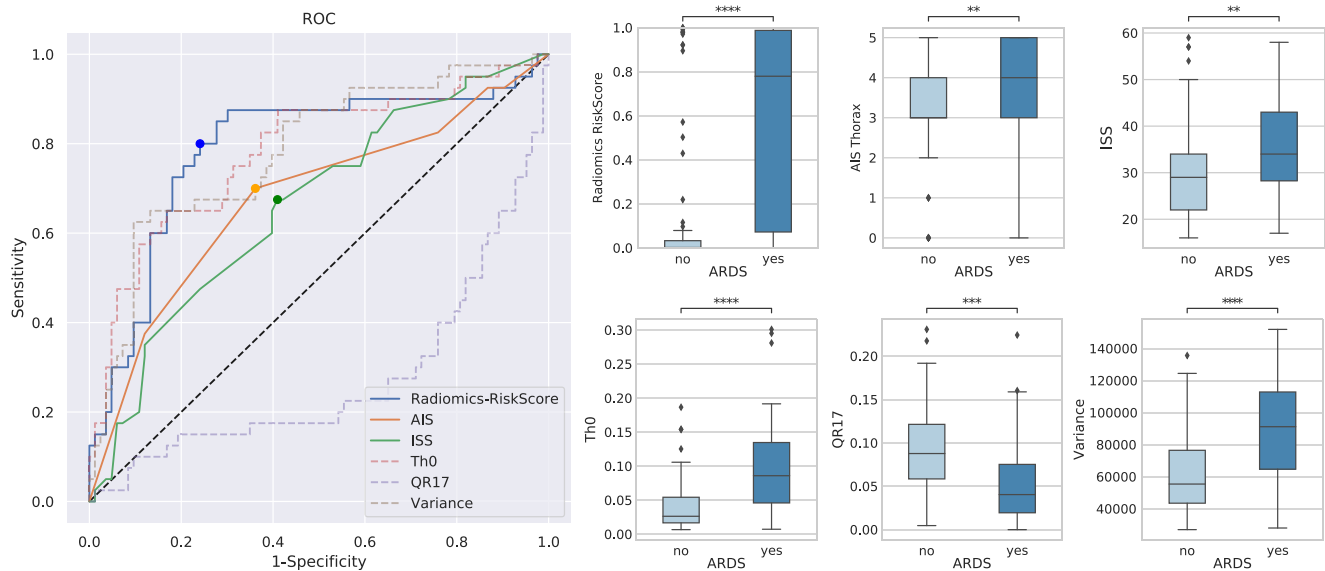 ROC
1.0
0.8
0.6
0.4
0.2
0.0
Sensitivity
0.0 0.2 0.4 0.6 0.8 1.0
1-Specificity
Radiomics-RiskScore
AIS
ISS
Th0
QR17
Variance
****
1.0
0.8
0.6
0.4
0.2
0.0
Radiomics RiskScore
no yes
ARDS
**
5
4
3
2
1
0
AIS Thorax
no yes
ARDS
**
60
50
40
30
20
ISS
no yes
ARDS
****
0.30
0.25
0.20
0.15
0.10
0.05
0.00
Th0
no yes
ARDS
***
0.20
0.15
0.10
0.05
0.00
QR17
no yes
ARDS
****
140000
120000
100000
80000
60000
40000
Variance
no yes
ARDS